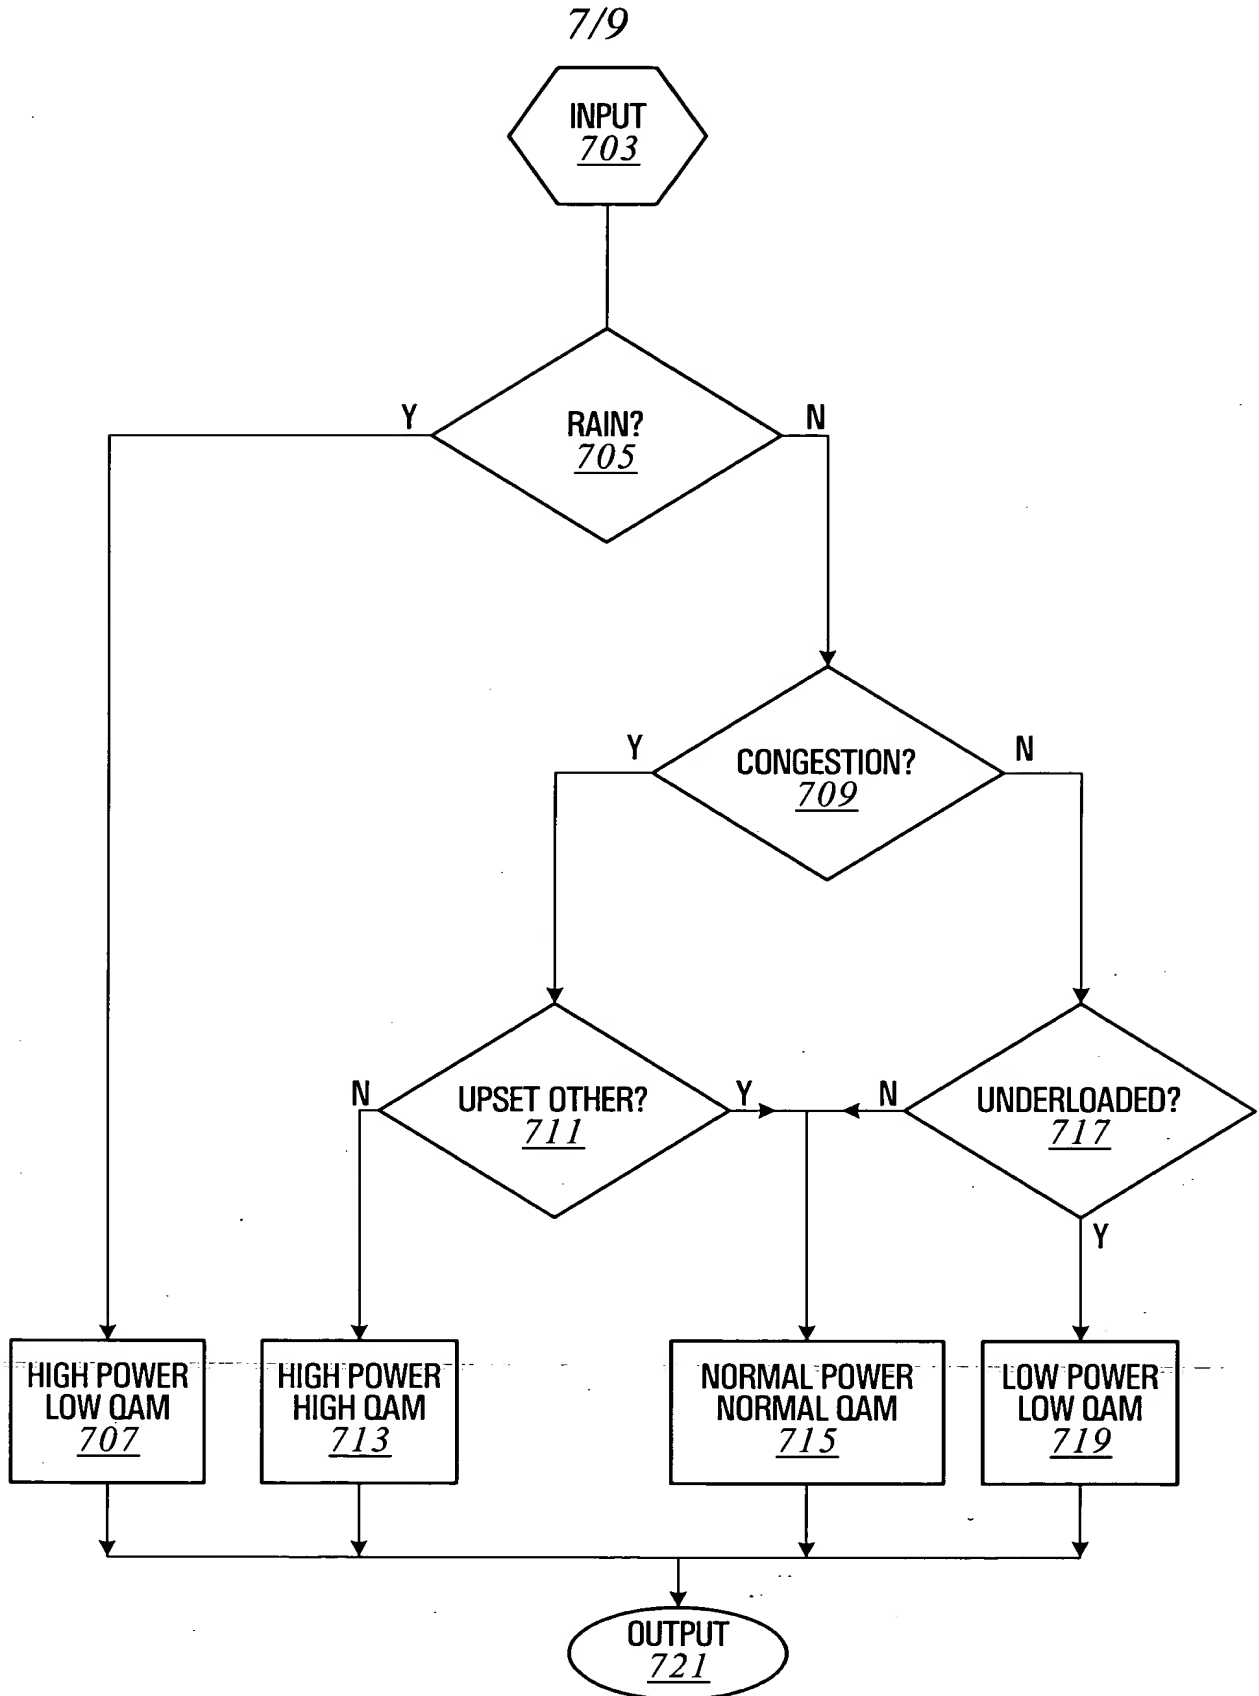 7/9
INPUT
703
Y
RAIN?
N
705
Y
CONGESTION?
N
709
N
UPSET OTHER?
Y
711
N
UNDERLOADED?
717
Y
HIGH POWER
LOW QAM
707
HIGH POWER
HIGH QAM
713
NORMAL POWER
NORMAL QAM
715
LOW POWER
LOW QAM
719
OUTPUT
721